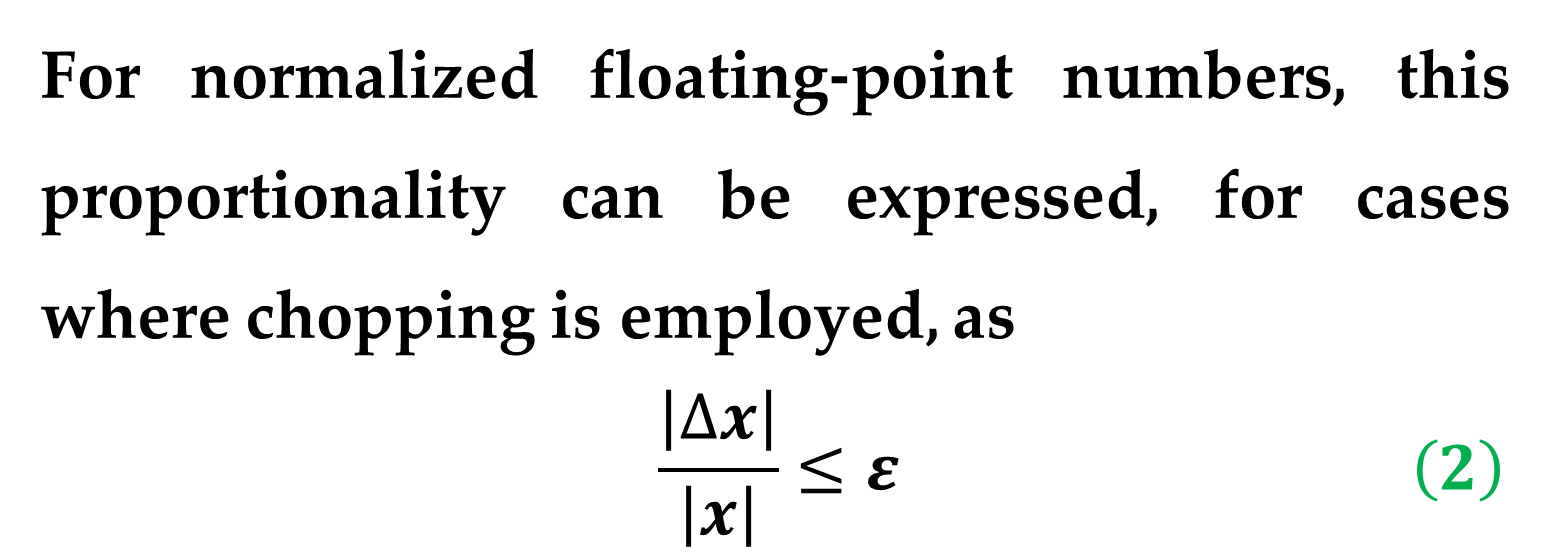 For normalized floating-point numbers, this
proportionality can be expressed, for cases
where chopping is employed, as
|Δx|
|x| ≤ ε (2)